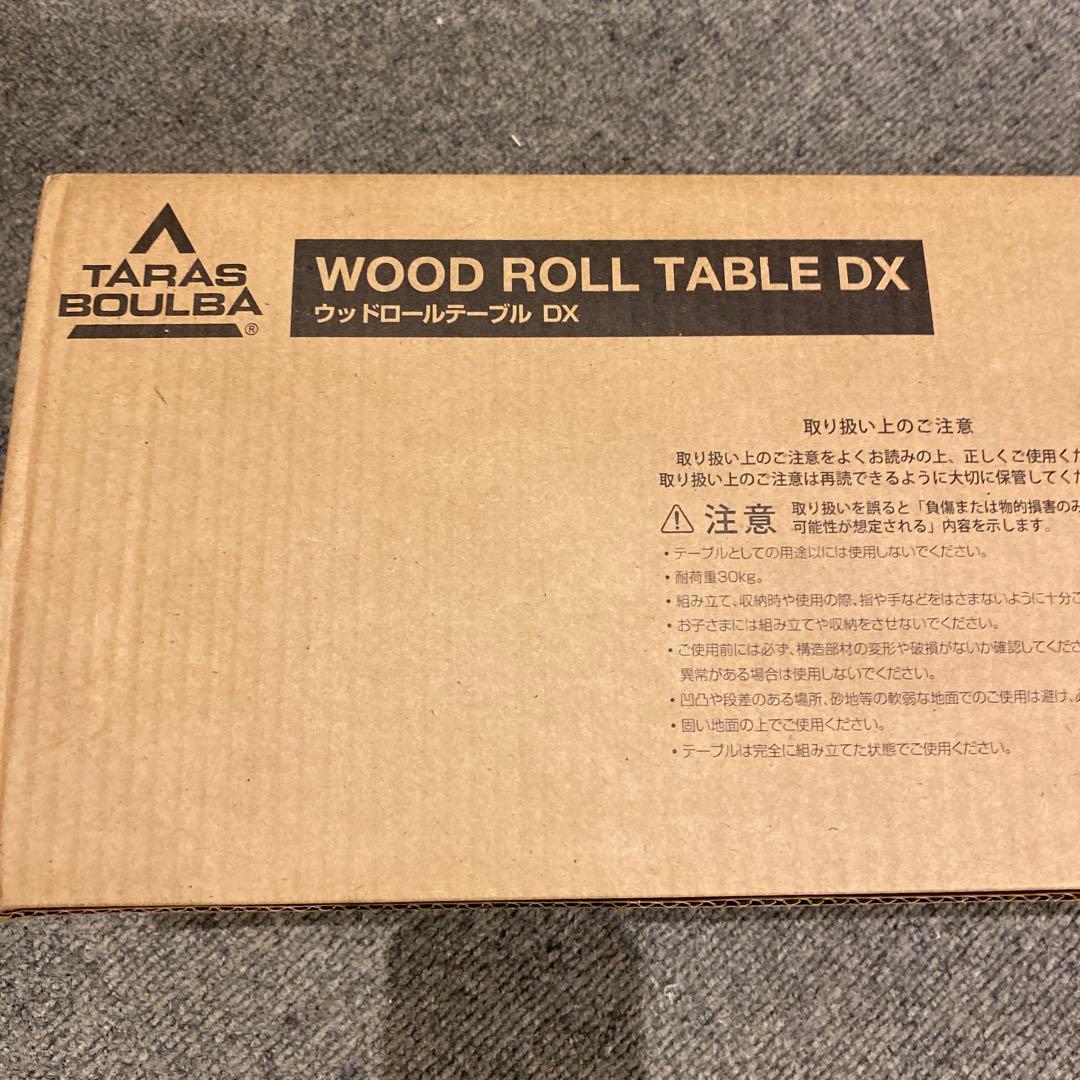 TARAS
BOULBA
®
WOOD ROLL TABLE DX
ウッドロールテーブル DX
取り扱い上のご注意
取り扱い上のご注意をよくお読みの上、正しくご使用くだ
取り扱い上のご注意は再読できるように大切に保管してくだ
注意
取り扱いを誤ると「負傷または物的損害のみ
可能性が想定される」内容を示します。
・テーブルとしての用途以には使用しないでください。
・耐荷重30kg。
・組み立て、収納時や使用の際、指や手などをはさまないように十分ご
・お子さまには組み立てや収納をさせないでください。
・ご使用前には必ず、構造部材の変形や破損がないか確認してくださ
異常がある場合は使用しないでください。
・凹凸や段差のある場所、砂地等の軟弱な地面でのご使用は避け、
・固い地面の上でご使用ください。
・テーブルは完全に組み立てた状態でご使用ください。